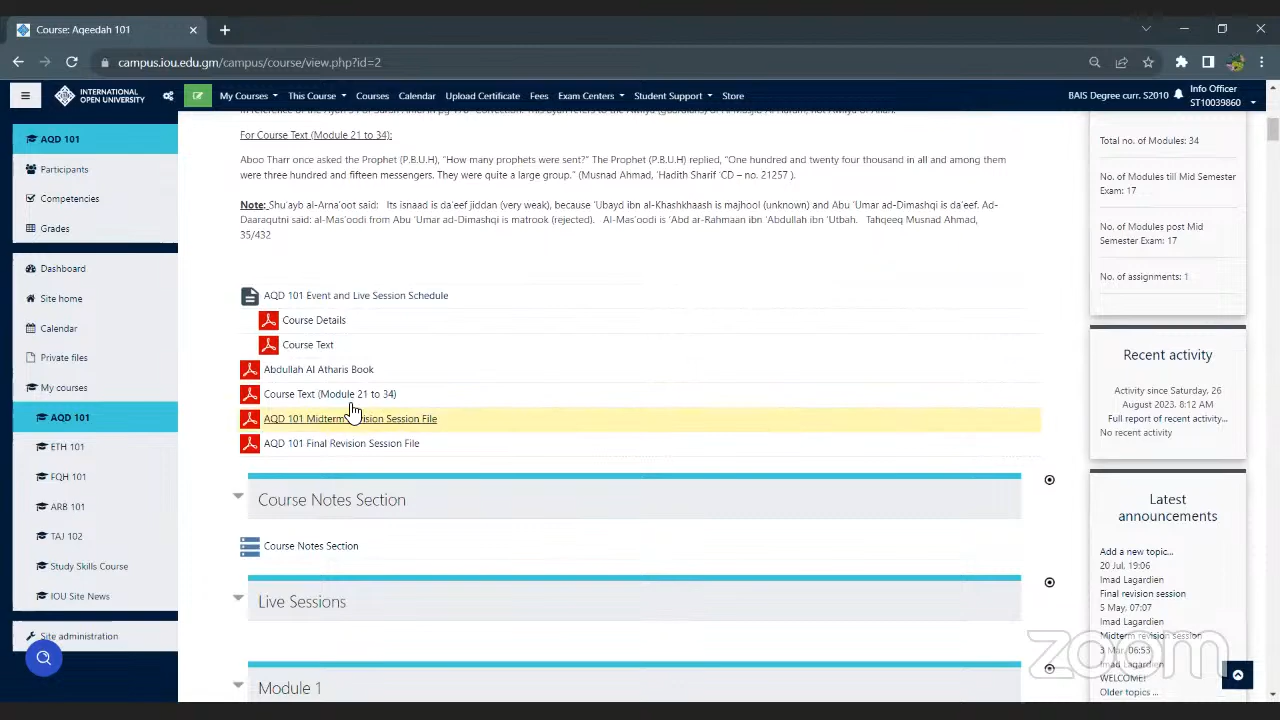 Course: Aqeedah 101
campus.iou.edu.gm/campus/course/view.php?id=2
INTERNATIONAL
OPEN UNIVERSITY
My Courses
This Course
Courses
Calendar
Upload Certificate
Fees
Exam Centers
Student Support
Store
BAIS Degree curr. S2010
Info Officer
ST10039860
AQD 101
Participants
Competencies
Grades
Dashboard
Site home
Calendar
Private files
My courses
AQD 101
ETH 101
FQH 101
ARB 101
TAJ 102
Study Skills Course
IOU Site News
Site administration
For Course Text (Module 21 to 34):
Aboo Tharr once asked the Prophet (P.B.U.H), "How many prophets were sent?" The Prophet (P.B.U.H) replied, "One hundred and twenty four thousand in all and among them
were three hundred and fifteen messengers. They were quite a large group." (Musnad Ahmad, 'Hadith Sharif 'CD – no. 21257 ).
Note: Shu'ayb al-Arna'oot said: Its isnaad is da'eef jiddan (very weak), because 'Ubayd ibn al-Khashkhaash is majhool (unknown) and Abu 'Umar ad-Dimashqi is da'eef. Ad-
Daaraqutni said: al-Mas'oodi from Abu 'Umar ad-Dimashqi is matrook (rejected). Al-Mas'oodi is 'Abd ar-Rahmaan ibn 'Abdullah ibn 'Utbah. Tahqeeq Musnad Ahmad,
35/432
AQD 101 Event and Live Session Schedule
Course Details
Course Text
Abdullah Al Atharis Book
Course Text (Module 21 to 34)
AQD 101 Midterm Revision Session File
AQD 101 Final Revision Session File
Course Notes Section
Course Notes Section
Live Sessions
Module 1
Total no. of Modules: 34
No. of Modules till Mid Semester
Exam: 17
No. of Modules post Mid
Semester Exam: 17
No. of assignments: 1
Recent activity
Activity since Saturday, 26
August 2023, 8:12 AM
Full report of recent activity...
No recent activity
Latest
announcements
Add a new topic...
20 Jul, 19:06
Imad Lagardien
Final revision session
5 May, 07:07
Imad Lagardien
Midterm revision session
3 Mar, 06:53
Imad Lagardien
WELCOME!
Older topics ...
zoom